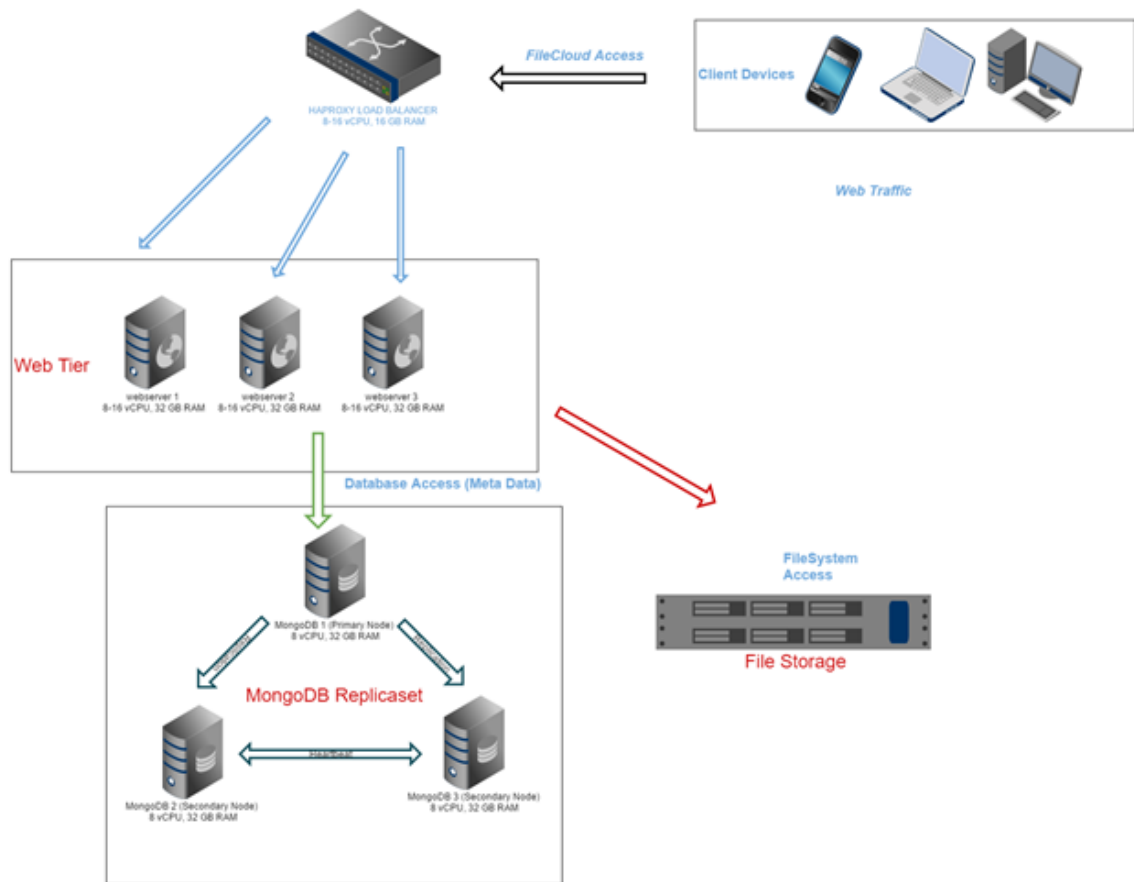 FileCloud Access
Client Devices
HAPROXY LOAD BALANCER
8-16 vCPU, 16 GB RAM
Web Traffic
Web Tier
webserver 1
8-16 vCPU, 32 GB RAM
webserver 2
8-16 vCPU, 32 GB RAM
webserver 3
8-16 vCPU, 32 GB RAM
Database Access (Meta Data)
FileSystem
Access
File Storage
MongoDB 1 (Primary Node)
8 vCPU, 32 GB RAM
Replication
Replication
MongoDB Replicaset
Heartbeat
MongoDB 2 (Secondary Node)
8 vCPU, 32 GB RAM
MongoDB 3 (Secondary Node)
8 vCPU, 32 GB RAM